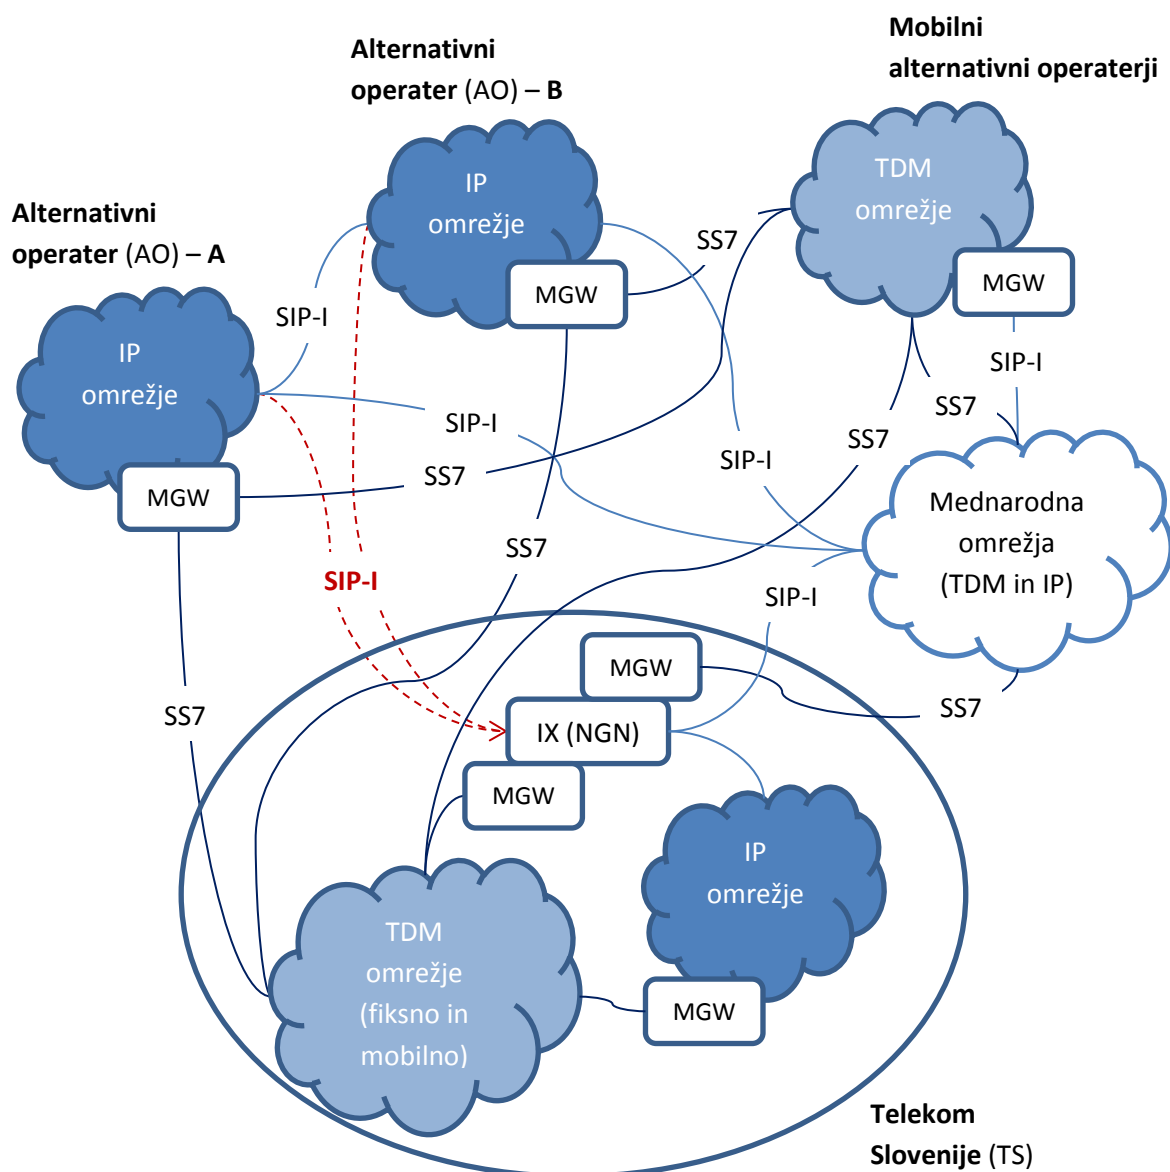 Alternativni
operater (AO) – B
Mobilni
alternativni operaterji
Alternativni
operater (AO) – A
IP
omrežje
MGW
TDM
omrežje
MGW
IP
omrežje
MGW
SIP-I
SS7
SIP-I
SS7
SIP-I
SS7
SS7
SIP-I
SS7
SIP-I
SIP-I
SS7
SS7
Mednarodna
omrežja
(TDM in IP)
MGW
IX (NGN)
MGW
IP
omrežje
MGW
TDM
omrežje
(fiksno in
mobilno)
Telekom
Slovenije (TS)